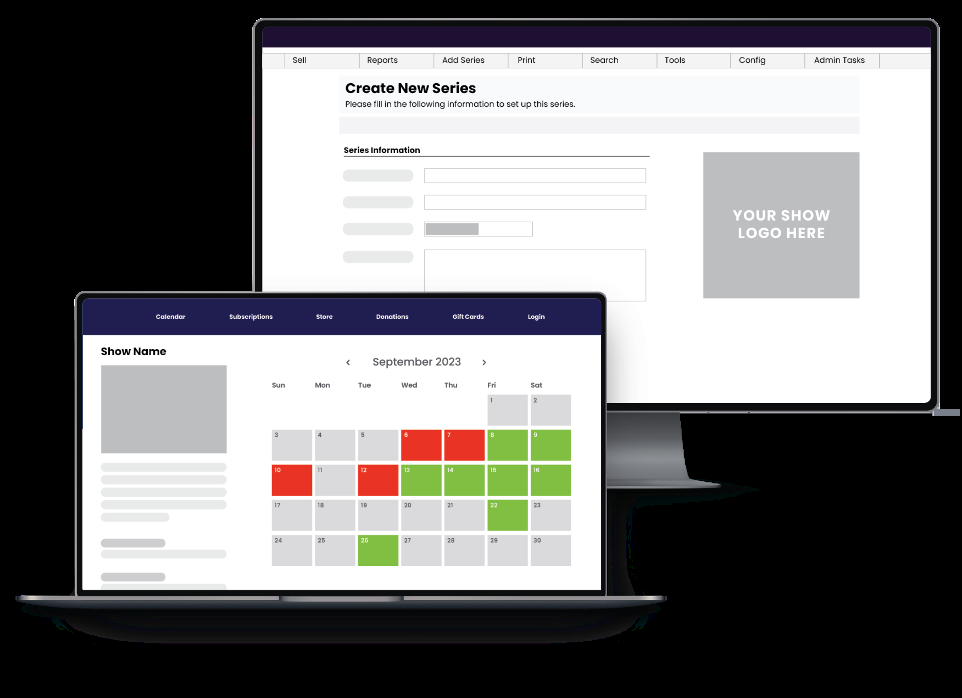 Sell Reports Add Series Print Search Tools Config Admin Tasks
Create New Series
Please fill in the following information to set up this series.
Series Information
YOUR SHOW
LOGO HERE
Calendar Subscriptions Store Donations Gift Cards Login
Show Name
‹ September 2023 ›
Sun Mon Tue Wed Thu Fri Sat
1 2
3 4 5 6 7 8 9
10 11 12 13 14 15 16
17 18 19 20 21 22 23
24 25 26 27 28 29 30